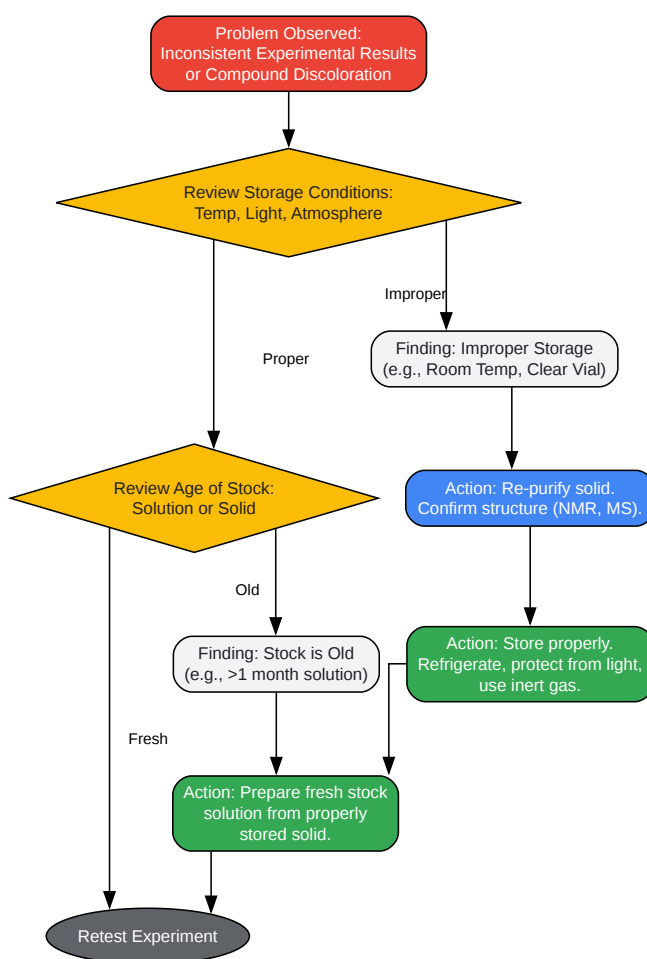 Problem Observed:
Inconsistent Experimental Results
or Compound Discoloration
Review Storage Conditions:
Temp, Light, Atmosphere
Improper
Proper
Finding: Improper Storage
(e.g., Room Temp, Clear Vial)
Review Age of Stock:
Solution or Solid
Action: Re-purify solid.
Confirm structure (NMR, MS).
Old
Finding: Stock is Old
(e.g., >1 month solution)
Action: Store properly.
Refrigerate, protect from light,
use inert gas.
Fresh
Action: Prepare fresh stock
solution from properly
stored solid.
Retest Experiment